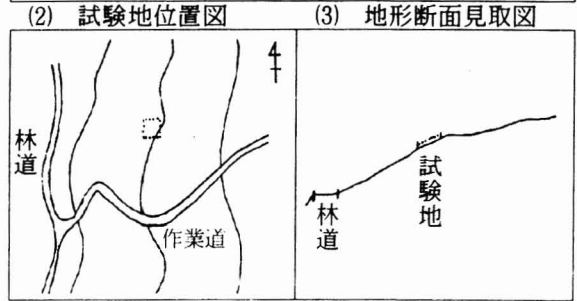 (2) 試験地位置図
(3) 地形断面見取図
林道
作業道
林道
試験地